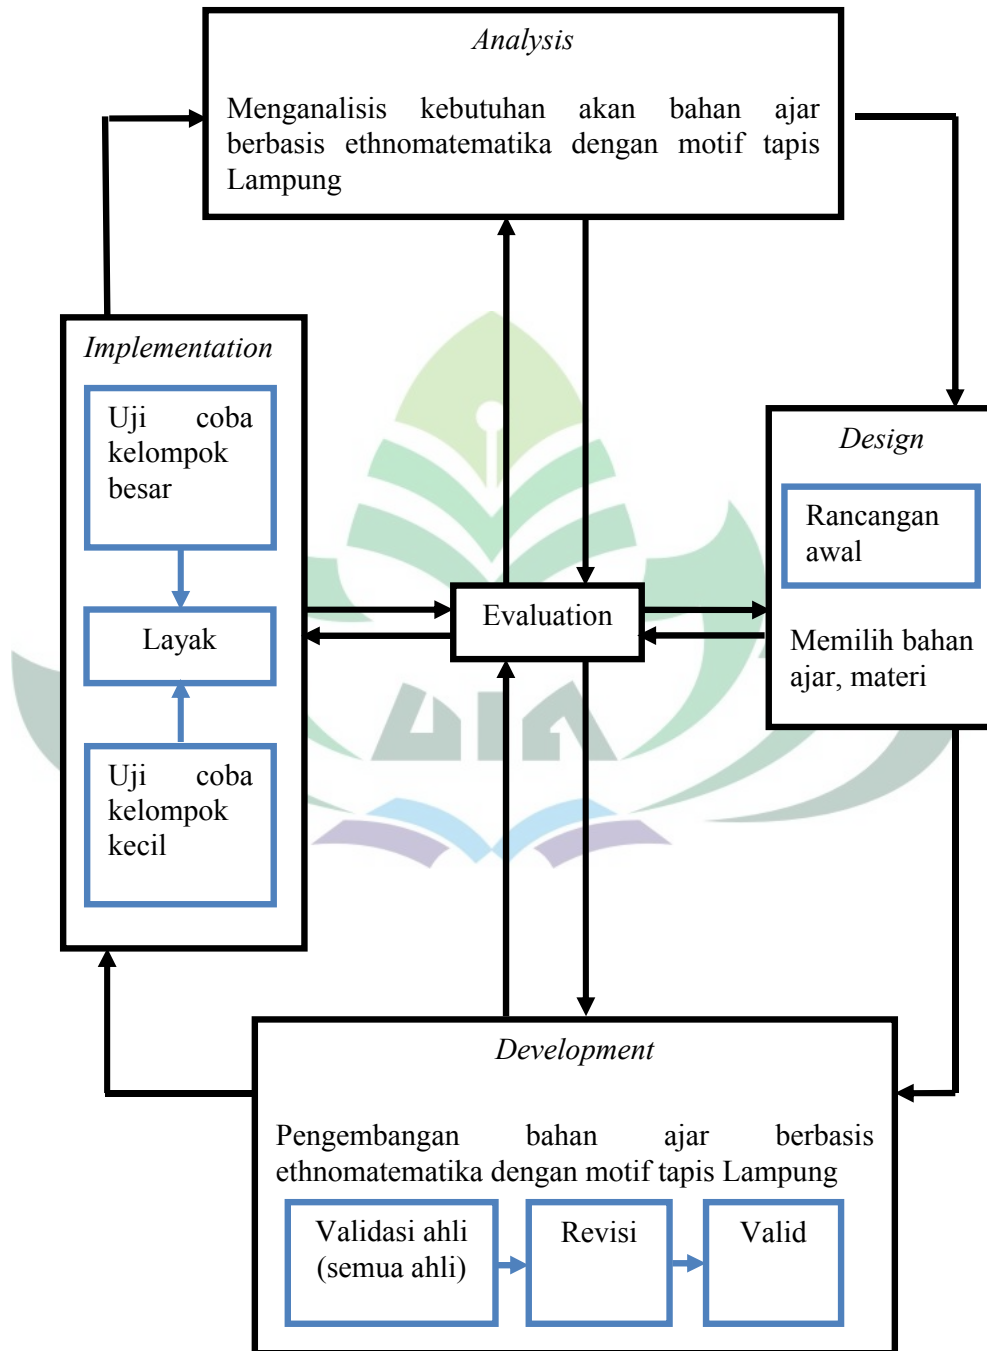 Analysis
Menganalisis kebutuhan akan bahan ajar
berbasis ethnomatematika dengan motif tapis
Lampung
Implementation
Uji coba
kelompok
besar
Layak
Uji coba
kelompok
kecil
Evaluation
Design
Rancangan
awal
Memilih bahan
ajar, materi
Development
Pengembangan bahan ajar berbasis
ethnomatematika dengan motif tapis Lampung
Validasi ahli
(semua ahli)
Revisi
Valid